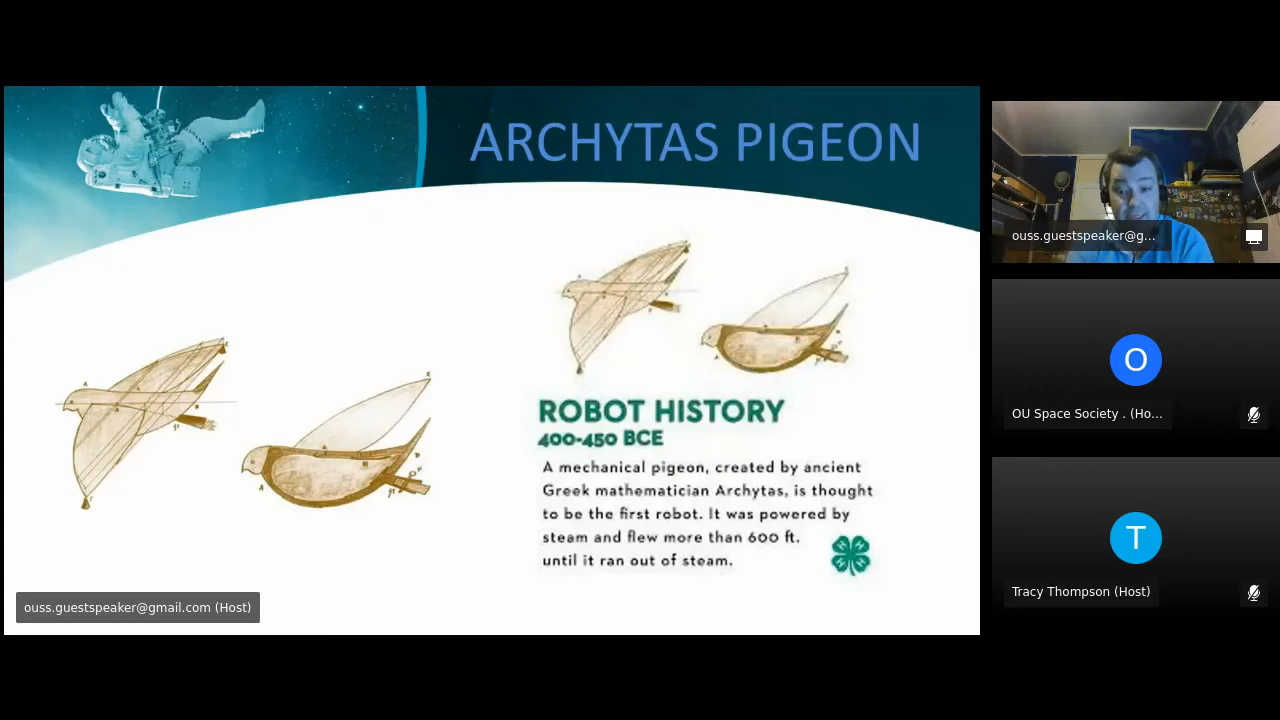 ARCHYTAS PIGEON
ROBOT HISTORY
400-450 BCE
A mechanical pigeon, created by ancient
Greek mathematician Archytas, is thought
to be the first robot. It was powered by
steam and flew more than 600 ft.
until it ran out of steam.
H H
H H
ouss.guestspeaker@gmail.com (Host)
ouss.guestspeaker@g...
O
OU Space Society . (Ho...
T
Tracy Thompson (Host)